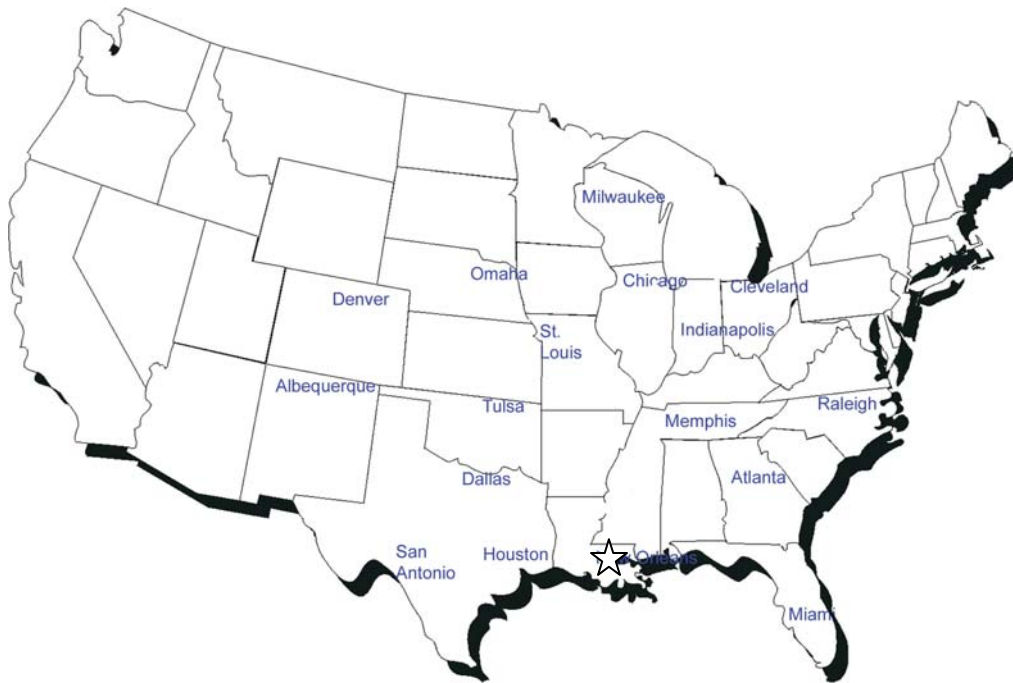 Milwaukee
Omaha
Chicago
Cleveland
Denver
St.
Louis
Indianapolis
Albequerque
Tulsa
Memphis
Raleigh
Dallas
Atlanta
San
Antonio
Houston
Orleans
Miami